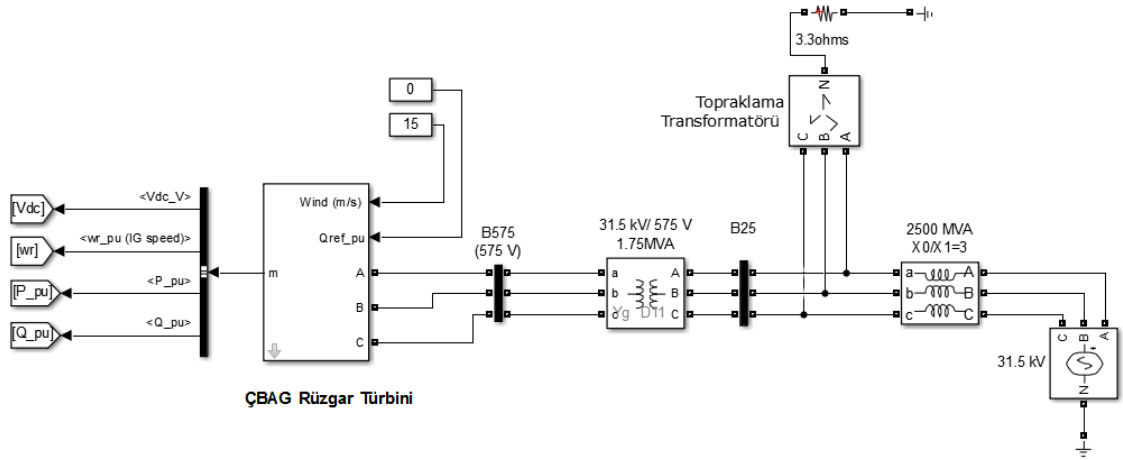 3.3ohms
N
Topraklama
Transformatörü
C B A
0
15
<Vdc_V>
[Vdc]
<wr_pu (IG speed)>
[wr]
<P_pu>
[P_pu]
<Q_pu>
[Q_pu]
m
Wind (m/s)
Qref_pu
A
B
C
ÇBAG Rüzgar Türbini
B575
(575 V)
31.5 kV/ 575 V
1.75MVA
a A
b B
c C
Yg D11
B25
2500 MVA
X0/X1=3
a A
b B
c C
31.5 kV
C B A
+
N